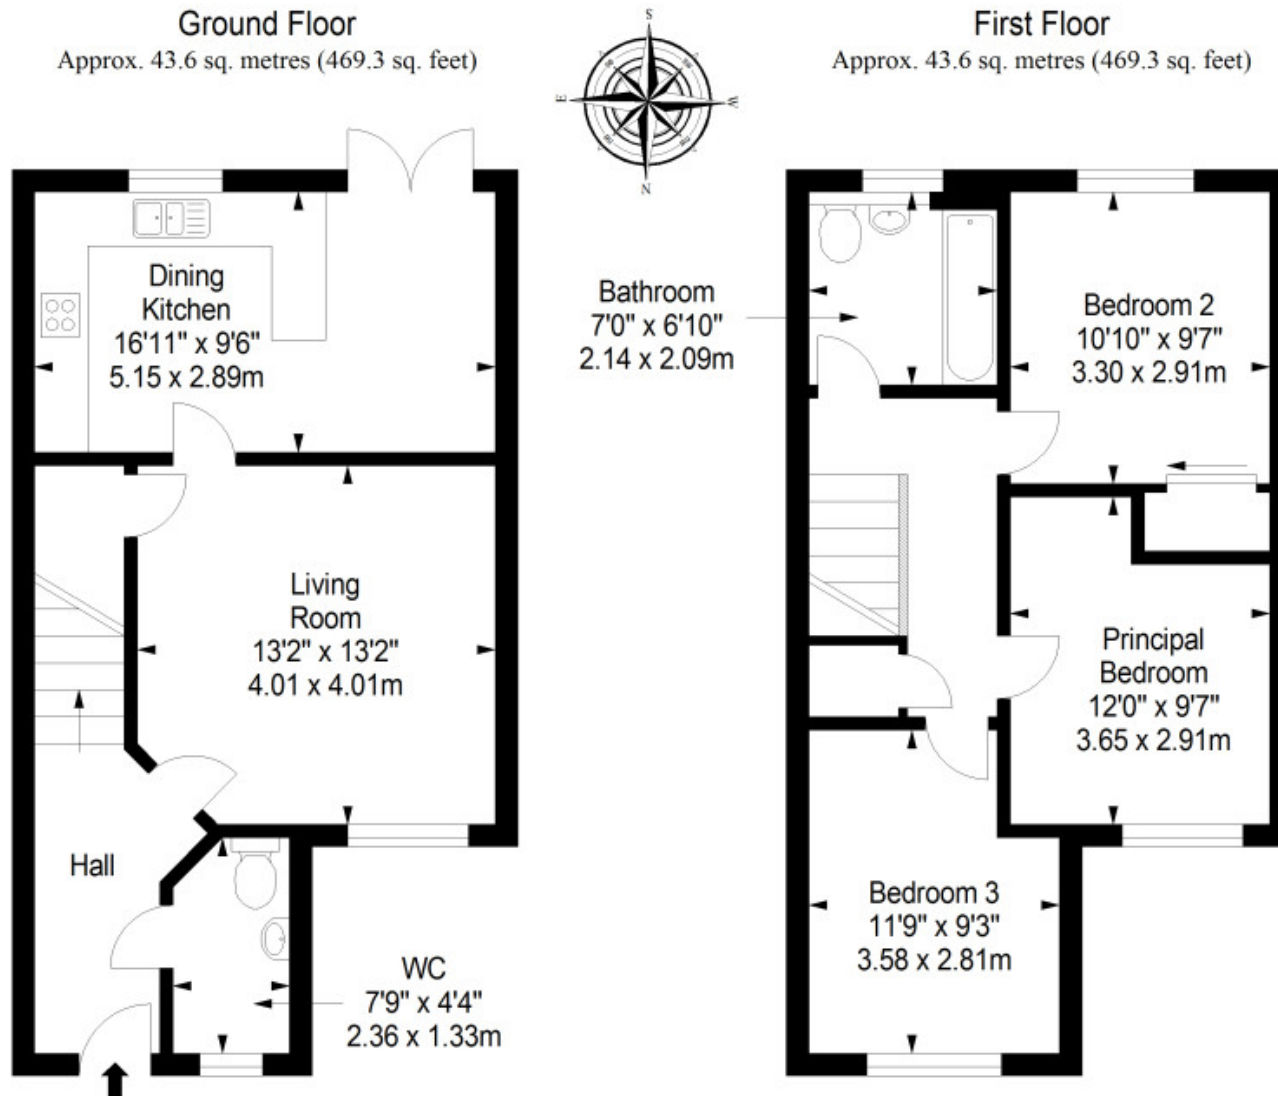 Ground Floor
Approx. 43.6 sq. metres (469.3 sq. feet)
S
E
W
N
First Floor
Approx. 43.6 sq. metres (469.3 sq. feet)
Dining
Kitchen
16'11" x 9'6"
5.15 x 2.89m
Living
Room
13'2" x 13'2"
4.01 x 4.01m
Hall
WC
7'9" x 4'4"
2.36 x 1.33m
Bathroom
7'0" x 6'10"
2.14 x 2.09m
Bedroom 2
10'10" x 9'7"
3.30 x 2.91m
Principal
Bedroom
12'0" x 9'7"
3.65 x 2.91m
Bedroom 3
11'9" x 9'3"
3.58 x 2.81m